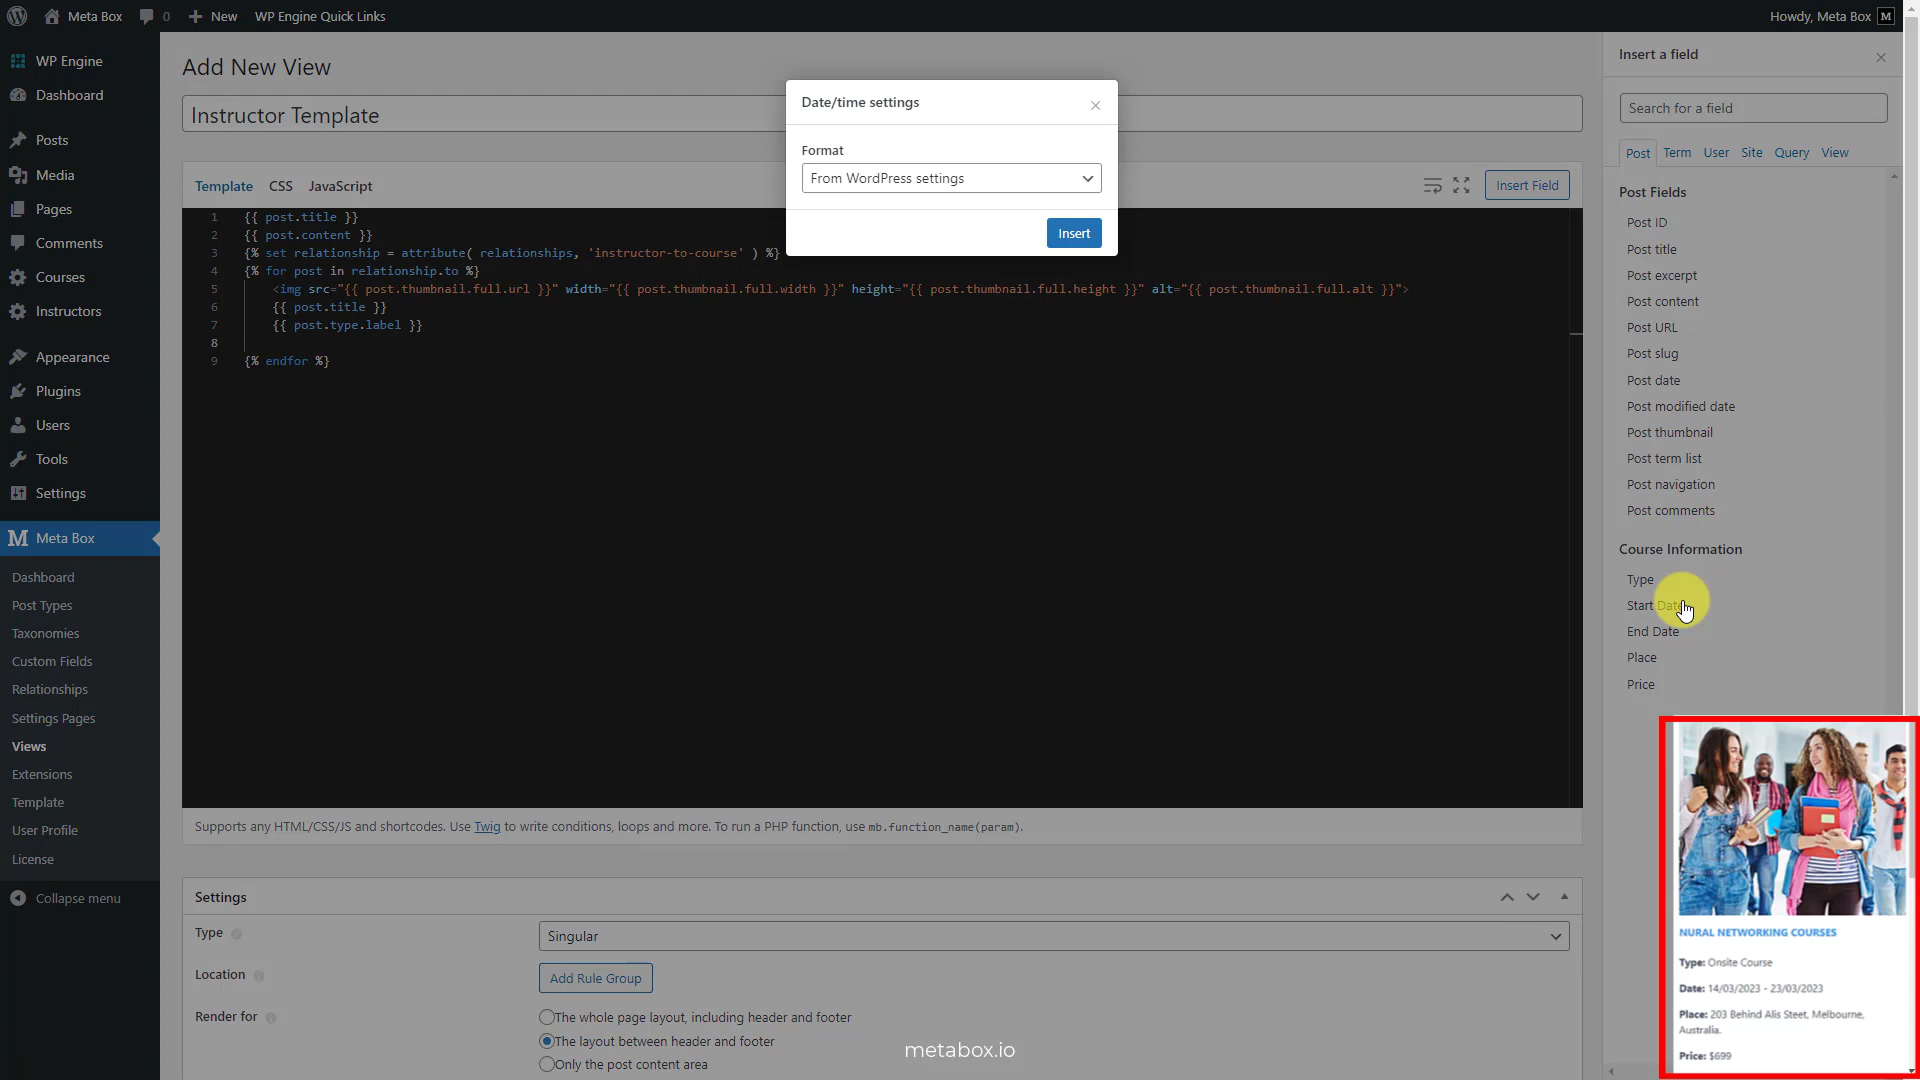 Meta Box
0
New
WP Engine Quick Links
Howdy, Meta Box
WP Engine
Dashboard
Posts
Media
Pages
Comments
Courses
Instructors
Appearance
Plugins
Users
Tools
Settings
Meta Box
Dashboard
Post Types
Taxonomies
Custom Fields
Relationships
Settings Pages
Views
Extensions
Template
User Profile
License
Collapse menu
Add New View
Instructor Template
Template CSS JavaScript
Insert Field
1 {{ post.title }}
2 {{ post.content }}
3 {% set relationship = attribute( relationships, 'instructor-to-course' ) %}
4 {% for post in relationship.to %}
5 <img src="{{ post.thumbnail.full.url }}" width="{{ post.thumbnail.full.width }}" height="{{ post.thumbnail.full.height }}" alt="{{ post.thumbnail.full.alt }}">
6 {{ post.title }}
7 {{ post.type.label }}
8
9 {% endfor %}
Supports any HTML/CSS/JS and shortcodes. Use Twig to write conditions, loops and more. To run a PHP function, use mb.function_name(param).
Settings
Type
Singular
Location
Add Rule Group
Render for
The whole page layout, including header and footer
The layout between header and footer
Only the post content area
Date/time settings
Format
From WordPress settings
Insert
Insert a field
Search for a field
Post Term User Site Query View
Post Fields
Post ID
Post title
Post excerpt
Post content
Post URL
Post slug
Post date
Post modified date
Post thumbnail
Post term list
Post navigation
Post comments
Course Information
Type
Start Date
End Date
Place
Price
NURAL NETWORKING COURSES
Type: Onsite Course
Date: 14/03/2023 - 23/03/2023
Place: 203 Behind Alis Steet, Melbourne,
Australia.
Price: $699
metabox.io